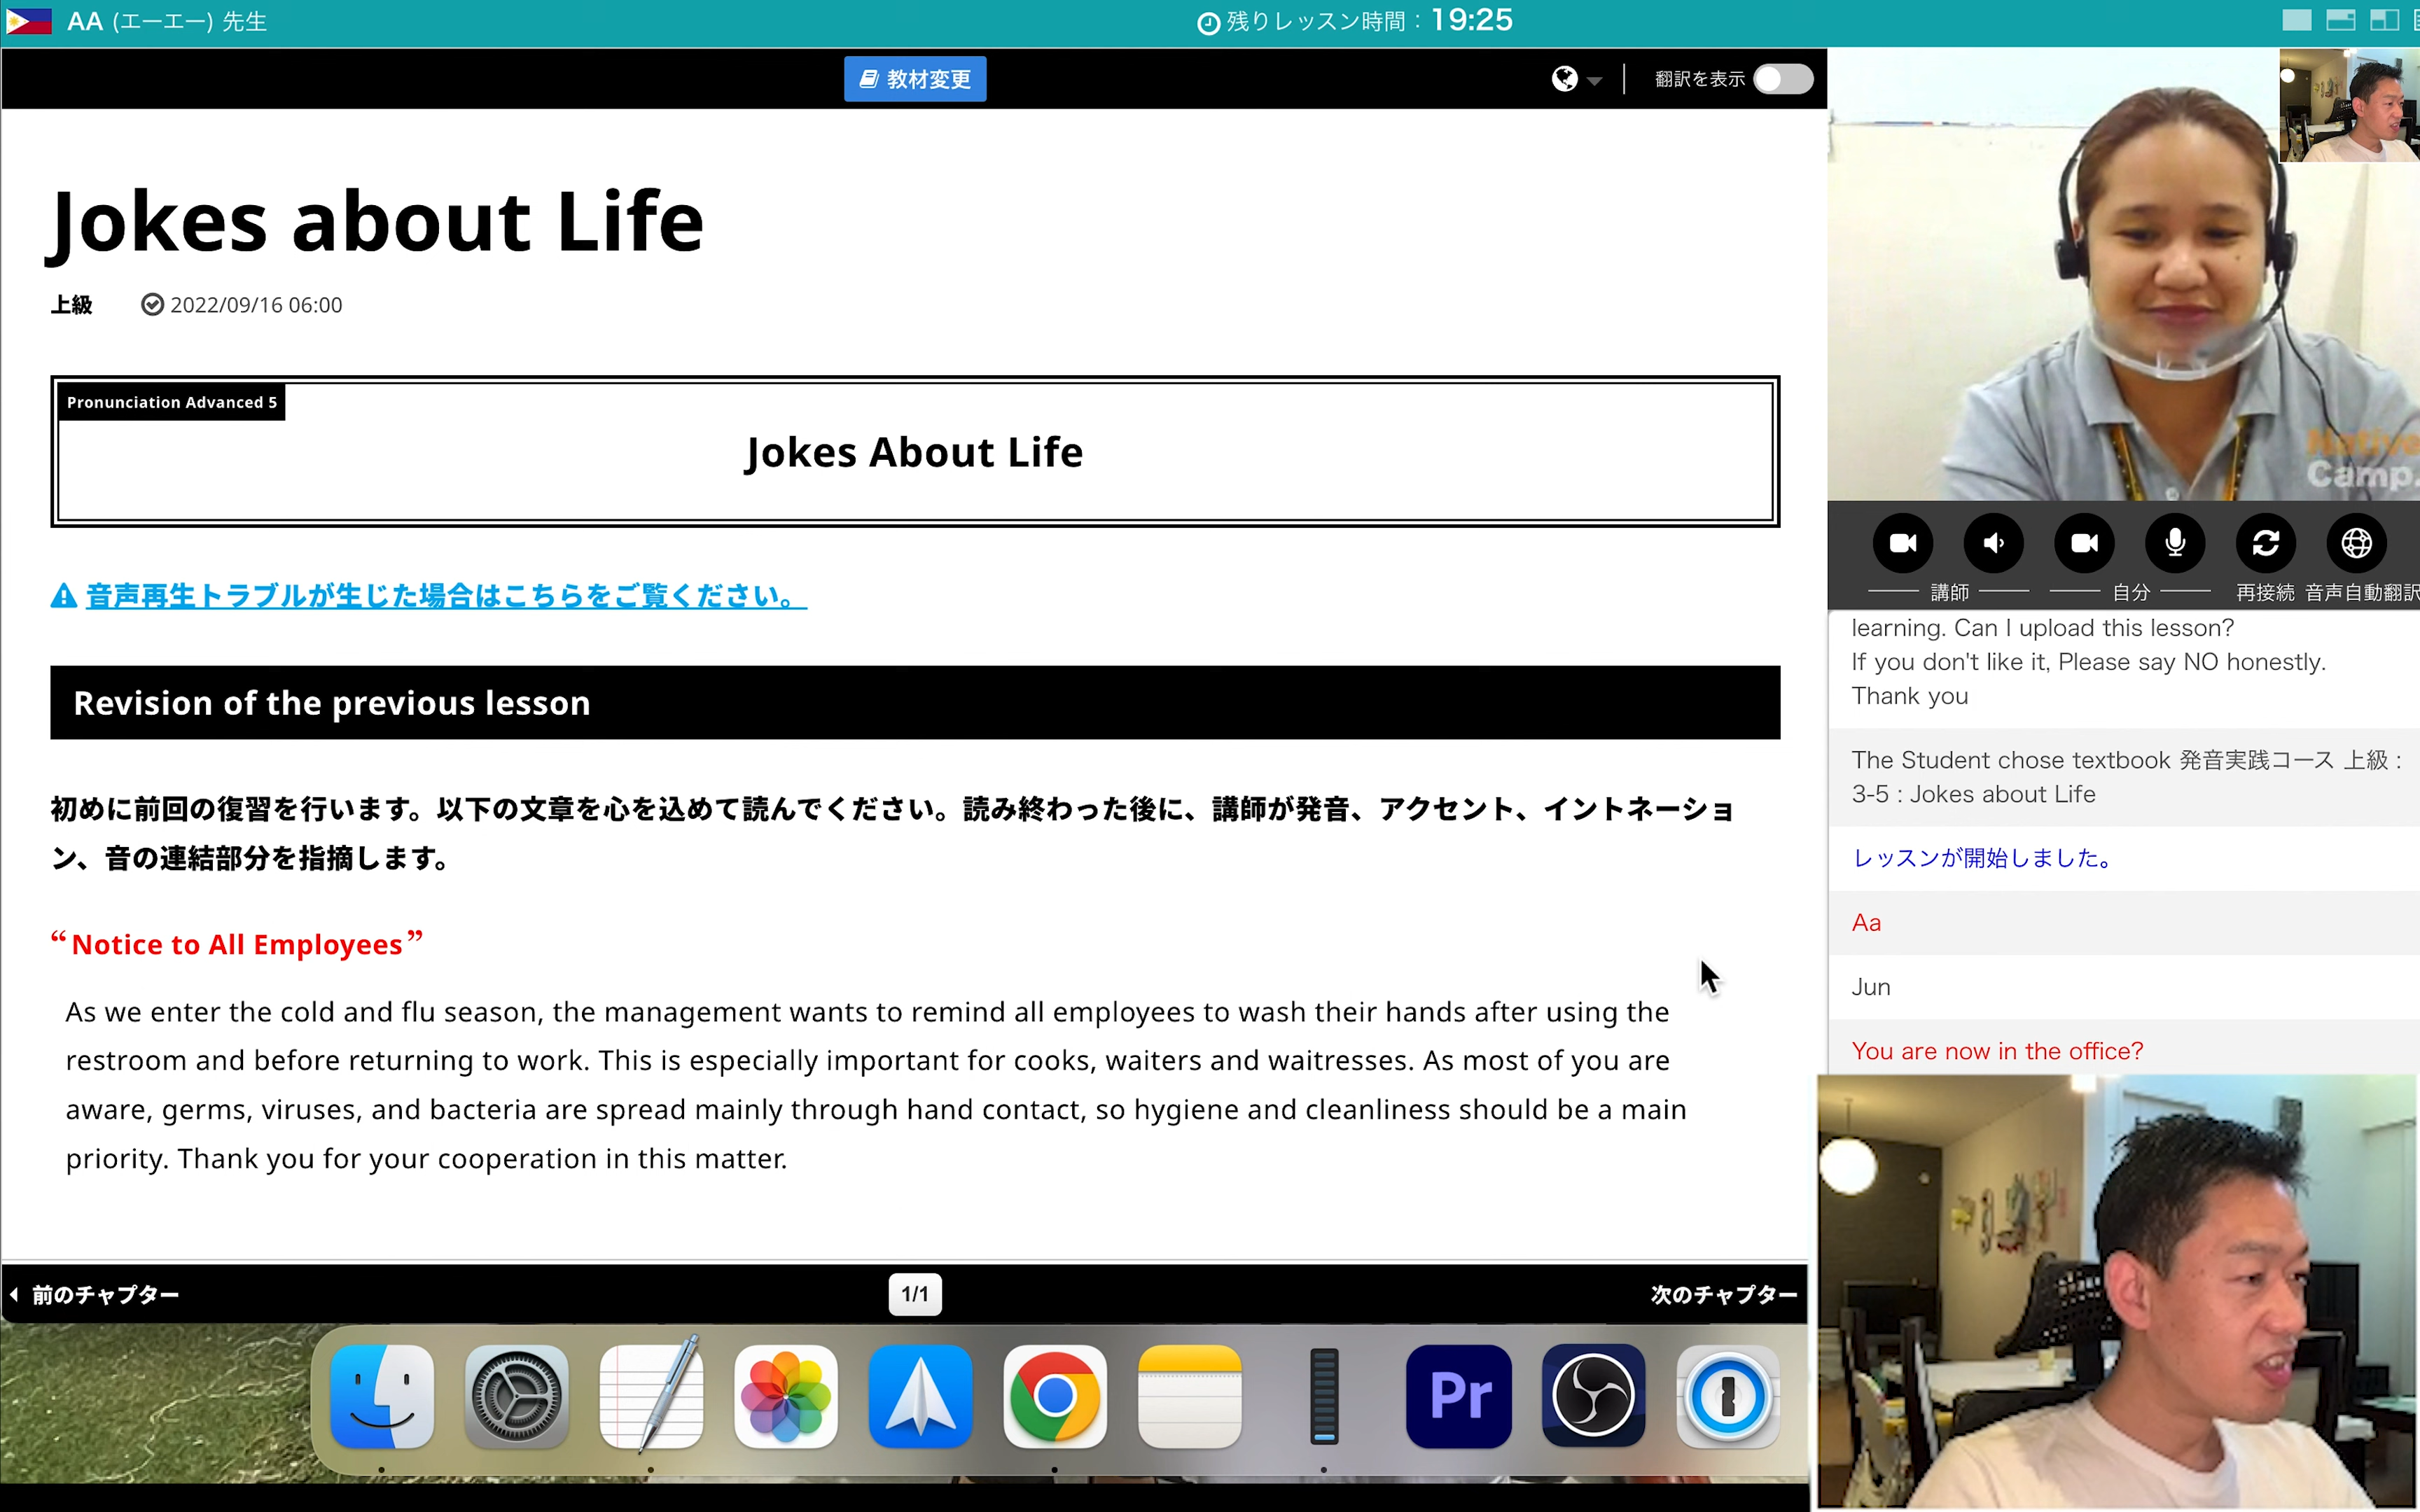 AA (エーエー) 先生
残りレッスン時間 : 19:25
教材変更
翻訳を表示
Jokes about Life
上級 2022/09/16 06:00
Pronunciation Advanced 5
Jokes About Life
音声再生トラブルが生じた場合はこちらをご覧ください。
Revision of the previous lesson
初めに前回の復習を行います。以下の文章を心を込めて読んでください。読み終わった後に、講師が発音、アクセント、イントネーショ
ン、音の連結部分を指摘します。
“Notice to All Employees”
As we enter the cold and flu season, the management wants to remind all employees to wash their hands after using the
restroom and before returning to work. This is especially important for cooks, waiters and waitresses. As most of you are
aware, germs, viruses, and bacteria are spread mainly through hand contact, so hygiene and cleanliness should be a main
priority. Thank you for your cooperation in this matter.
前のチャプター
1/1
次のチャプター
Pr
Native
Camp.
講師
自分
再接続
音声自動翻訳
learning. Can I upload this lesson?
If you don't like it, Please say NO honestly.
Thank you
The Student chose textbook 発音実践コース 上級 :
3-5 : Jokes about Life
レッスンが開始しました。
Aa
Jun
You are now in the office?